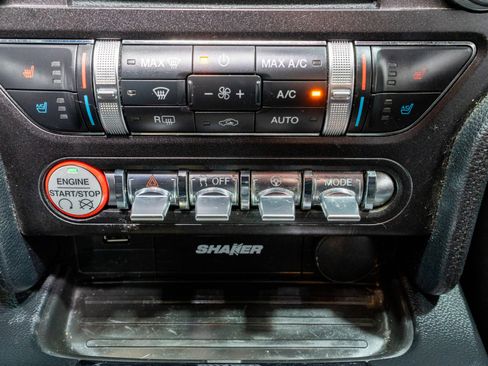 MAX
MAX A/C
- +
A/C
R
AUTO
ENGINE
START/STOP
OFF
MODE
SHAKER